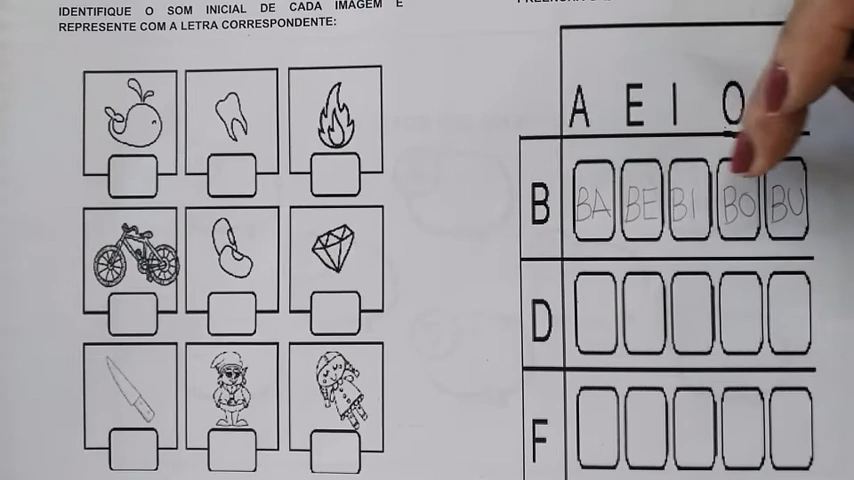 IDENTIFIQUE O SOM INICIAL DE CADA IMAGEM E
REPRESENTE COM A LETRA CORRESPONDENTE:
A E I O
B BA BE BI BO BU
D
F